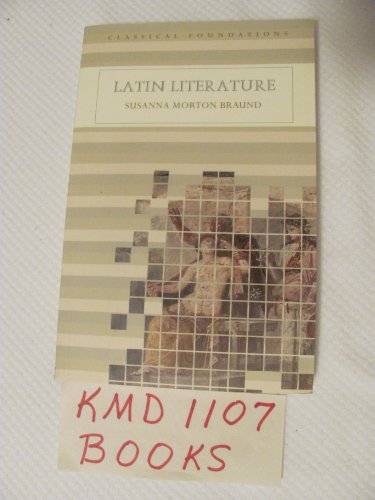 CLASSICAL FOUNDATIONS
LATIN LITERATURE
SUSANNA MORTON BRAUND
KMD 1107
BOOKS